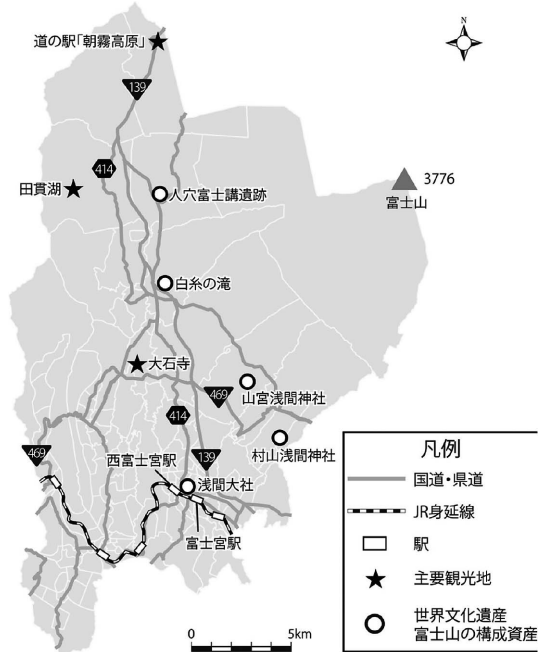 道の駅「朝霧高原」
N
139
414
田貫湖
人穴富士講遺跡
3776
富士山
白糸の滝
大石寺
469
山宮浅間神社
414
村山浅間神社
469
西富士宮駅
139
浅間大社
富士宮駅
凡例
国道・県道
JR身延線
駅
主要観光地
世界文化遺産
富士山の構成資産
0 5km